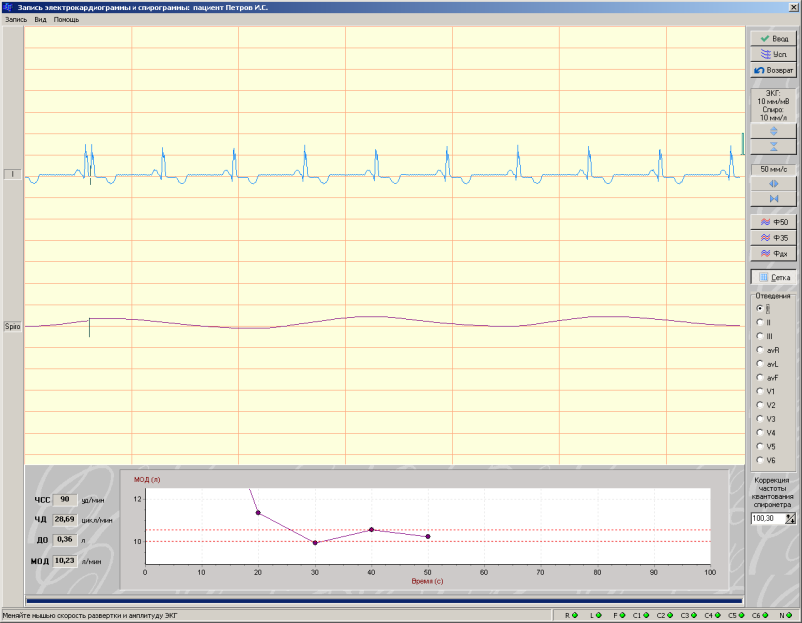 Запись электрокардиограммы и спирограммы: пациент Петров И.С.
Запись Вид Помощь
Ввод
Усл.
Возврат
ЭКГ:
10 мм/мВ
Спиро:
10 мм/л
50 мм/с
Ф50
Ф35
Фдх
Сетка
Отведения
I
II
III
avR
avL
avF
V1
V2
V3
V4
V5
V6
Коррекция
частоты
квантования
спирометра
100,30
I
Spiro
ЧСС 90 уд/мин
ЧД 28,69 цикл/мин
ДО 0,36 л
МОД 10,23 л/мин
МОД (л)
12
10
0 10 20 30 40 50 60 70 80 90 100
Время (с)
Меняйте мышью скорость развертки и амплитуду ЭКГ
R L F C1 C2 C3 C4 C5 C6 N